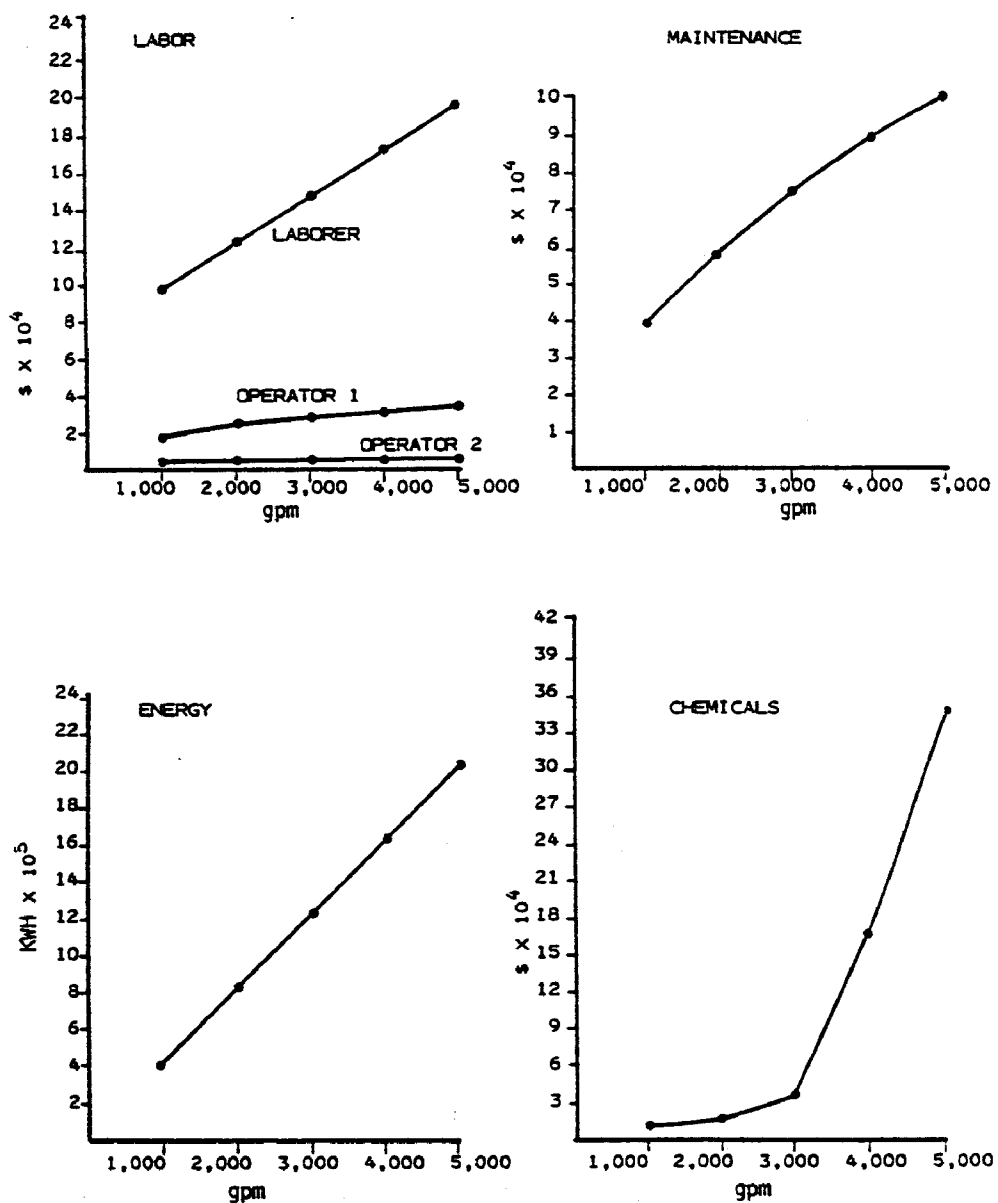 LABOR
24
20
18
16
14
12
10
8
6
4
2
$ X 10⁴
LABORER
OPERATOR 1
OPERATOR 2
1,000 2,000 3,000 4,000 5,000
gpm
MAINTENANCE
10
9
8
7
6
5
4
3
2
1
$ X 10⁴
1,000 2,000 3,000 4,000 5,000
gpm
ENERGY
24
20
18
16
14
12
10
8
6
4
2
KWH X 10⁵
1,000 2,000 3,000 4,000 5,000
gpm
CHEMICALS
42
39
36
33
30
27
24
21
18
15
12
9
6
3
$ X 10⁴
1,000 2,000 3,000 4,000 5,000
gpm